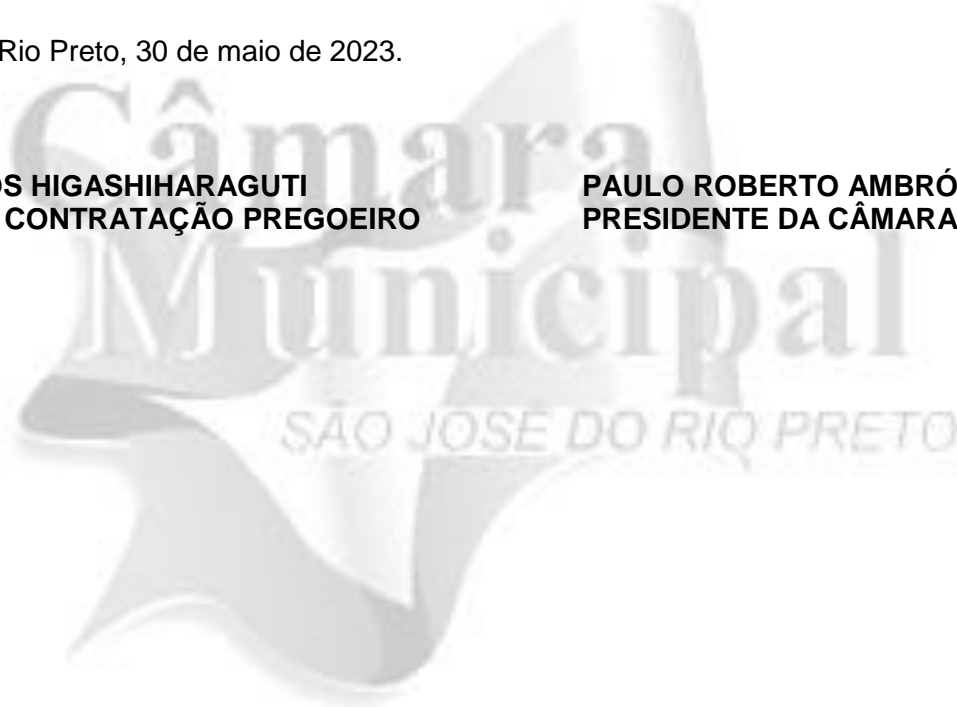 Rio Preto, 30 de maio de 2023.
OS HIGASHIHARAGUTI
PAULO ROBERTO AMBRÓ
CONTRATAÇÃO PREGOEIRO
PRESIDENTE DA CÂMARA
Câmara
Municipal
SÃO JOSÉ DO RIO PRETO